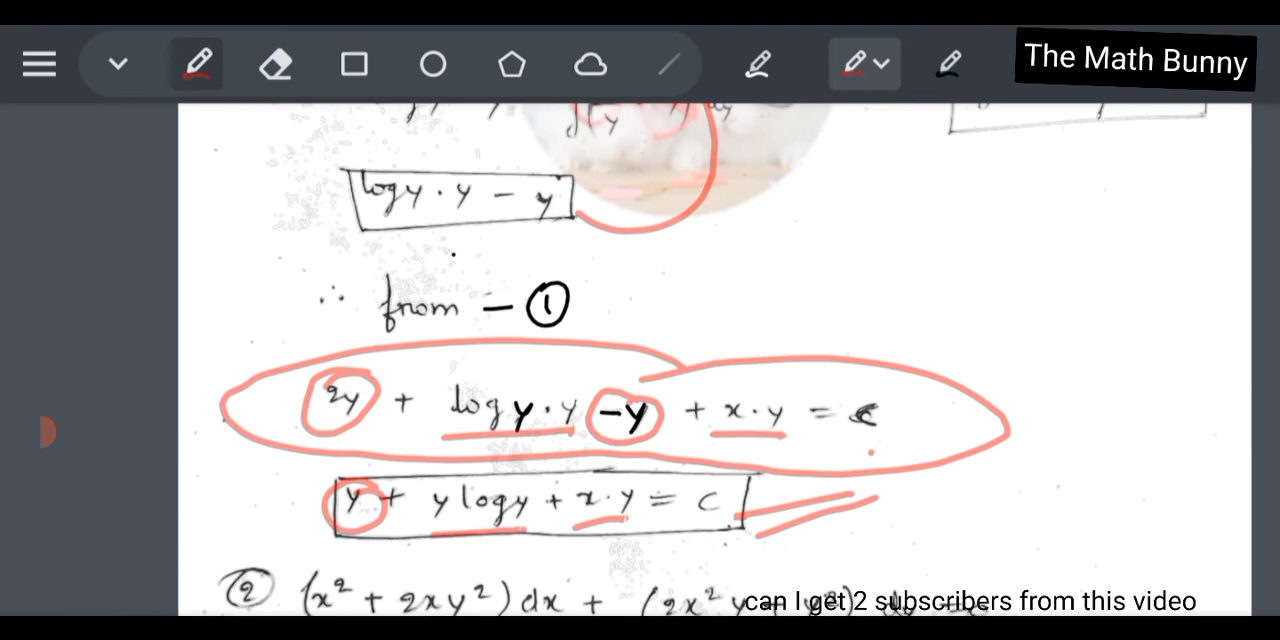 The Math Bunny
log y · y - y
∴ from - ①
2y + log y · y - y + x · y = c
y + y log y + x · y = c
② (x² + 2xy²) dx + (2x² y
can I get 2 subscribers from this video